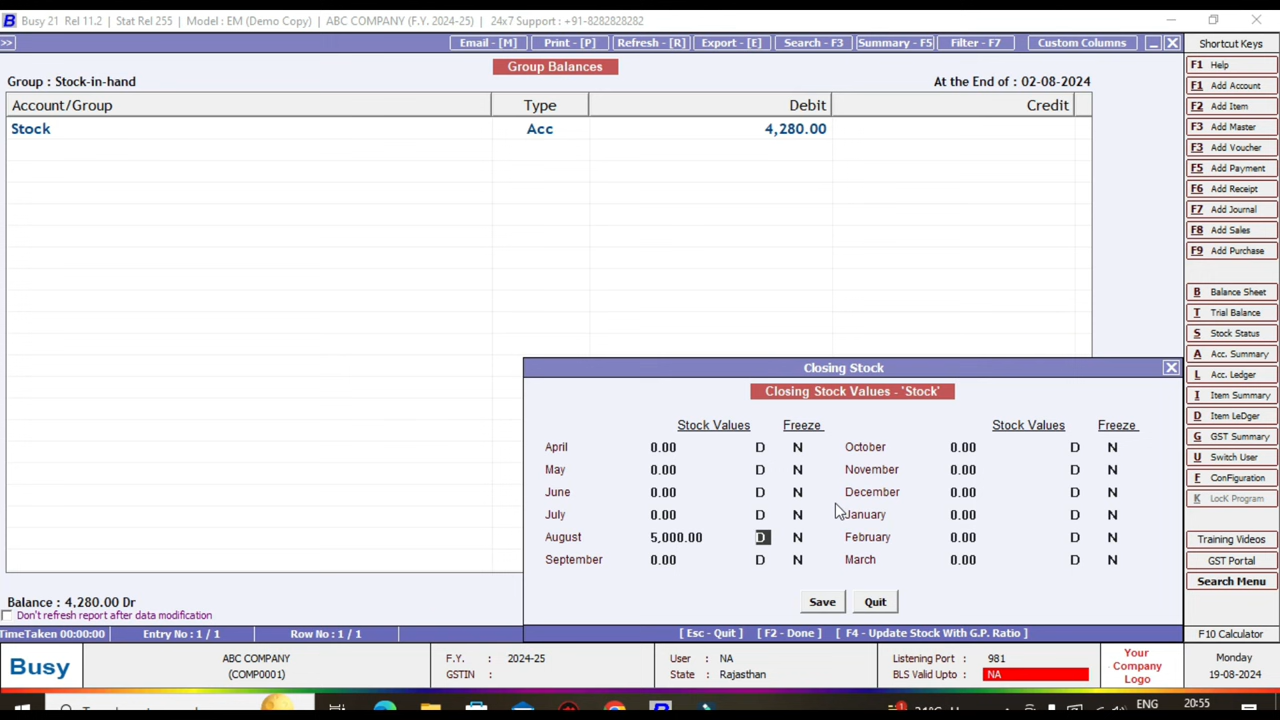 B Busy 21 Rel 11.2 | Stat Rel 255 | Model : EM (Demo Copy) | ABC COMPANY (F.Y. 2024-25) | 24x7 Support : +91-8282828282
>> Email - [M] Print - [P] Refresh - [R] Export - [E] Search - F3 Summary - F5 Filter - F7 Custom Columns Shortcut Keys
Group Balances
Group : Stock-in-hand At the End of : 02-08-2024
Account/Group Type Debit Credit
Stock Acc 4,280.00
F1 Help
F1 Add Account
F2 Add Item
F3 Add Master
F3 Add Voucher
F5 Add Payment
F6 Add Receipt
F7 Add Journal
F8 Add Sales
F9 Add Purchase
B Balance Sheet
T Trial Balance
S Stock Status
A Acc. Summary
L Acc. Ledger
I Item Summary
D Item LeDger
G GST Summary
U Switch User
F ConFiguration
K LocK Program
Training Videos
GST Portal
Search Menu
F10 Calculator
Closing Stock
Closing Stock Values - 'Stock'
Stock Values Freeze Stock Values Freeze
April 0.00 D N October 0.00 D N
May 0.00 D N November 0.00 D N
June 0.00 D N December 0.00 D N
July 0.00 D N January 0.00 D N
August 5,000.00 D N February 0.00 D N
September 0.00 D N March 0.00 D N
Save Quit
[ Esc - Quit ] [ F2 - Done ] [ F4 - Update Stock With G.P. Ratio ]
Balance : 4,280.00 Dr
Don't refresh report after data modification
TimeTaken 00:00:00 Entry No : 1 / 1 Row No : 1 / 1
Busy ABC COMPANY (COMP0001)
F.Y. : 2024-25
GSTIN :
User : NA
State : Rajasthan
Listening Port : 981
BLS Valid Upto : NA
Your
Company
Logo
Monday
19-08-2024
ENG 20:55